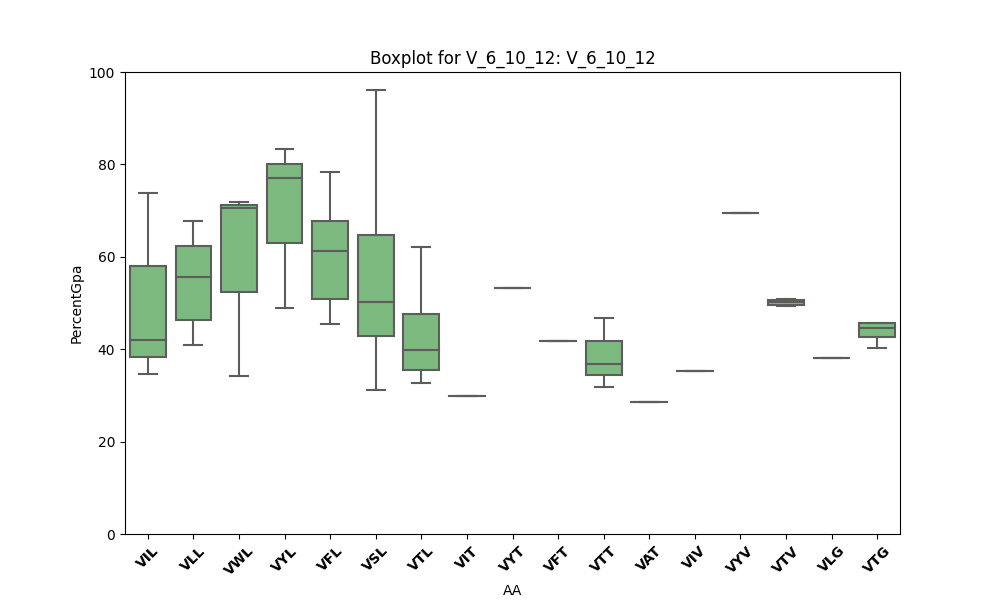 Boxplot for V_6_10_12: V_6_10_12
100
80
60
40
20
0
PercentGpa
VIL VLL VWL VYL VFL VSL VTL VIT VYT VFT VTT VAT VIV VYV VTV VLG VTG
AA